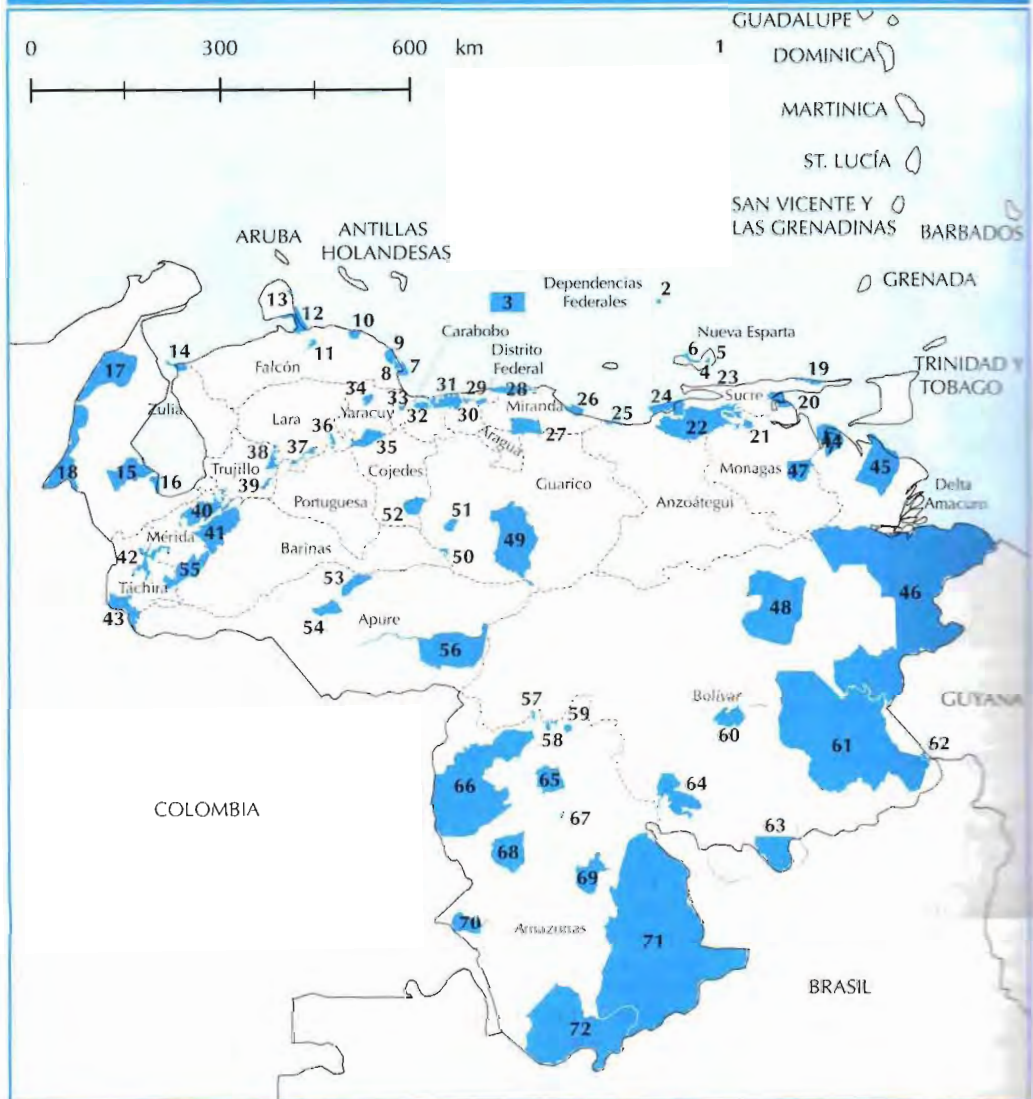 GUADALUPE
0 300 600 km 1
DOMINICA
MARTINICA
ST. LUCÍA
SAN VICENTE Y
LAS GRENADINAS
BARBADOS
ARUBA
ANTILLAS
HOLANDESAS
GRENADA
Dependencias
Federales
2
3
13
12
10
Carabobo
Nueva Esparta
TRINIDAD Y
TOBAGO
14
11
9
Distrito
Federal
6
5
4
17
Falcón
8
7
23
19
34
33
31
29
28
26
24
Sucre
20
Zulia
Lara
Yaracuy
32
30
Miranda
25
22
21
36
35
Aragua
27
44
18
15
38
37
Cojedes
Monagas
47
45
16
Trujillo
39
Portuguesa
Guarico
Anzoátegui
Delta
Amacuro
40
52
51
49
Mérida
41
42
Barinas
50
55
53
46
Táchira
48
43
54
Apure
56
57
59
Bolívar
GUYANA
58
60
61
62
66
65
64
COLOMBIA
67
63
68
69
70
Amazonas
71
BRASIL
72